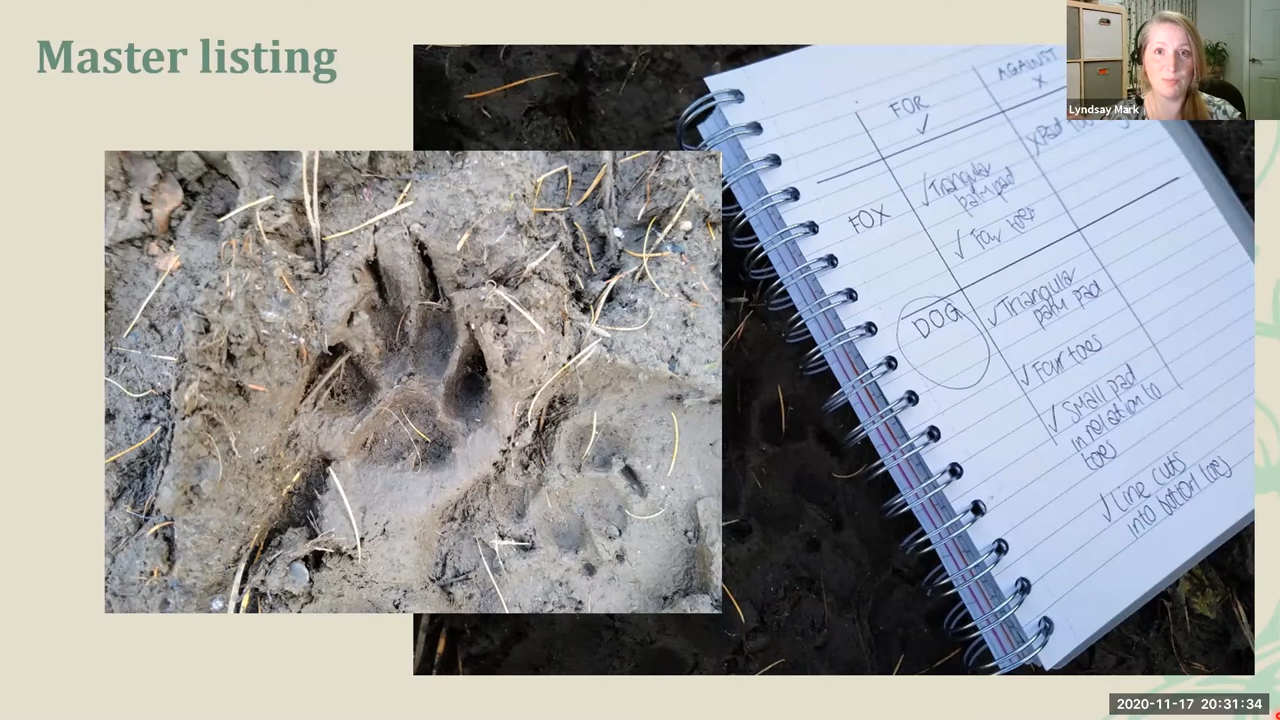 Master listing
Lyndsay Mark
FOR
✓
AGAINST
X
FOX
✓ Triangular
palm pad
✓ Four toes
X Pad
DOG
✓ Triangular
palm pad
✓ Four toes
✓ Small pad
in relation to
toes
✓ Line cuts
into bottom toes
2020-11-17 20:31:34